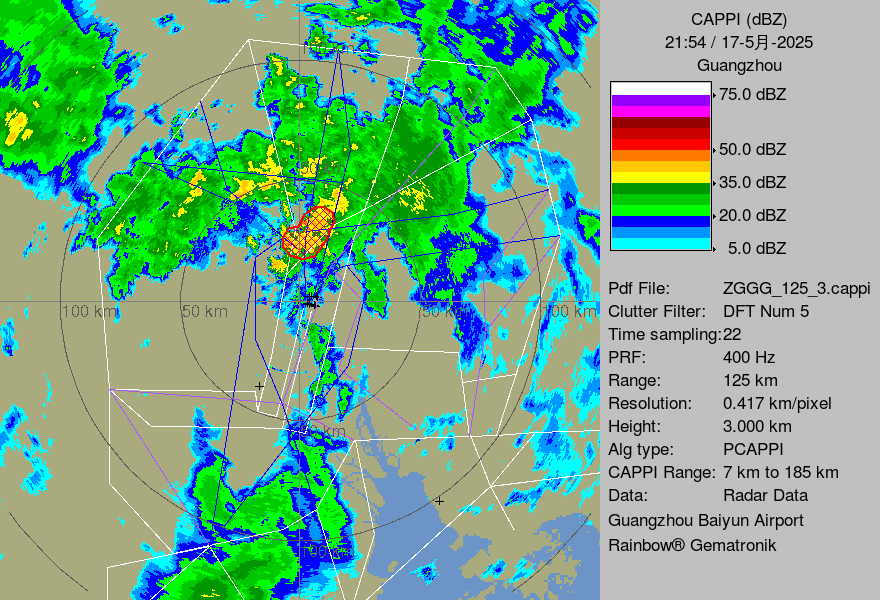 CAPPI (dBZ)
21:54 / 17-5月-2025
Guangzhou
75.0 dBZ
50.0 dBZ
35.0 dBZ
20.0 dBZ
5.0 dBZ
100 km
50 km
50 km
100 km
Pdf File: ZGGG_125_3.cappi
Clutter Filter: DFT Num 5
Time sampling:22
PRF: 400 Hz
Range: 125 km
Resolution: 0.417 km/pixel
Height: 3.000 km
Alg type: PCAPPI
CAPPI Range: 7 km to 185 km
Data: Radar Data
Guangzhou Baiyun Airport
Rainbow® Gematronik